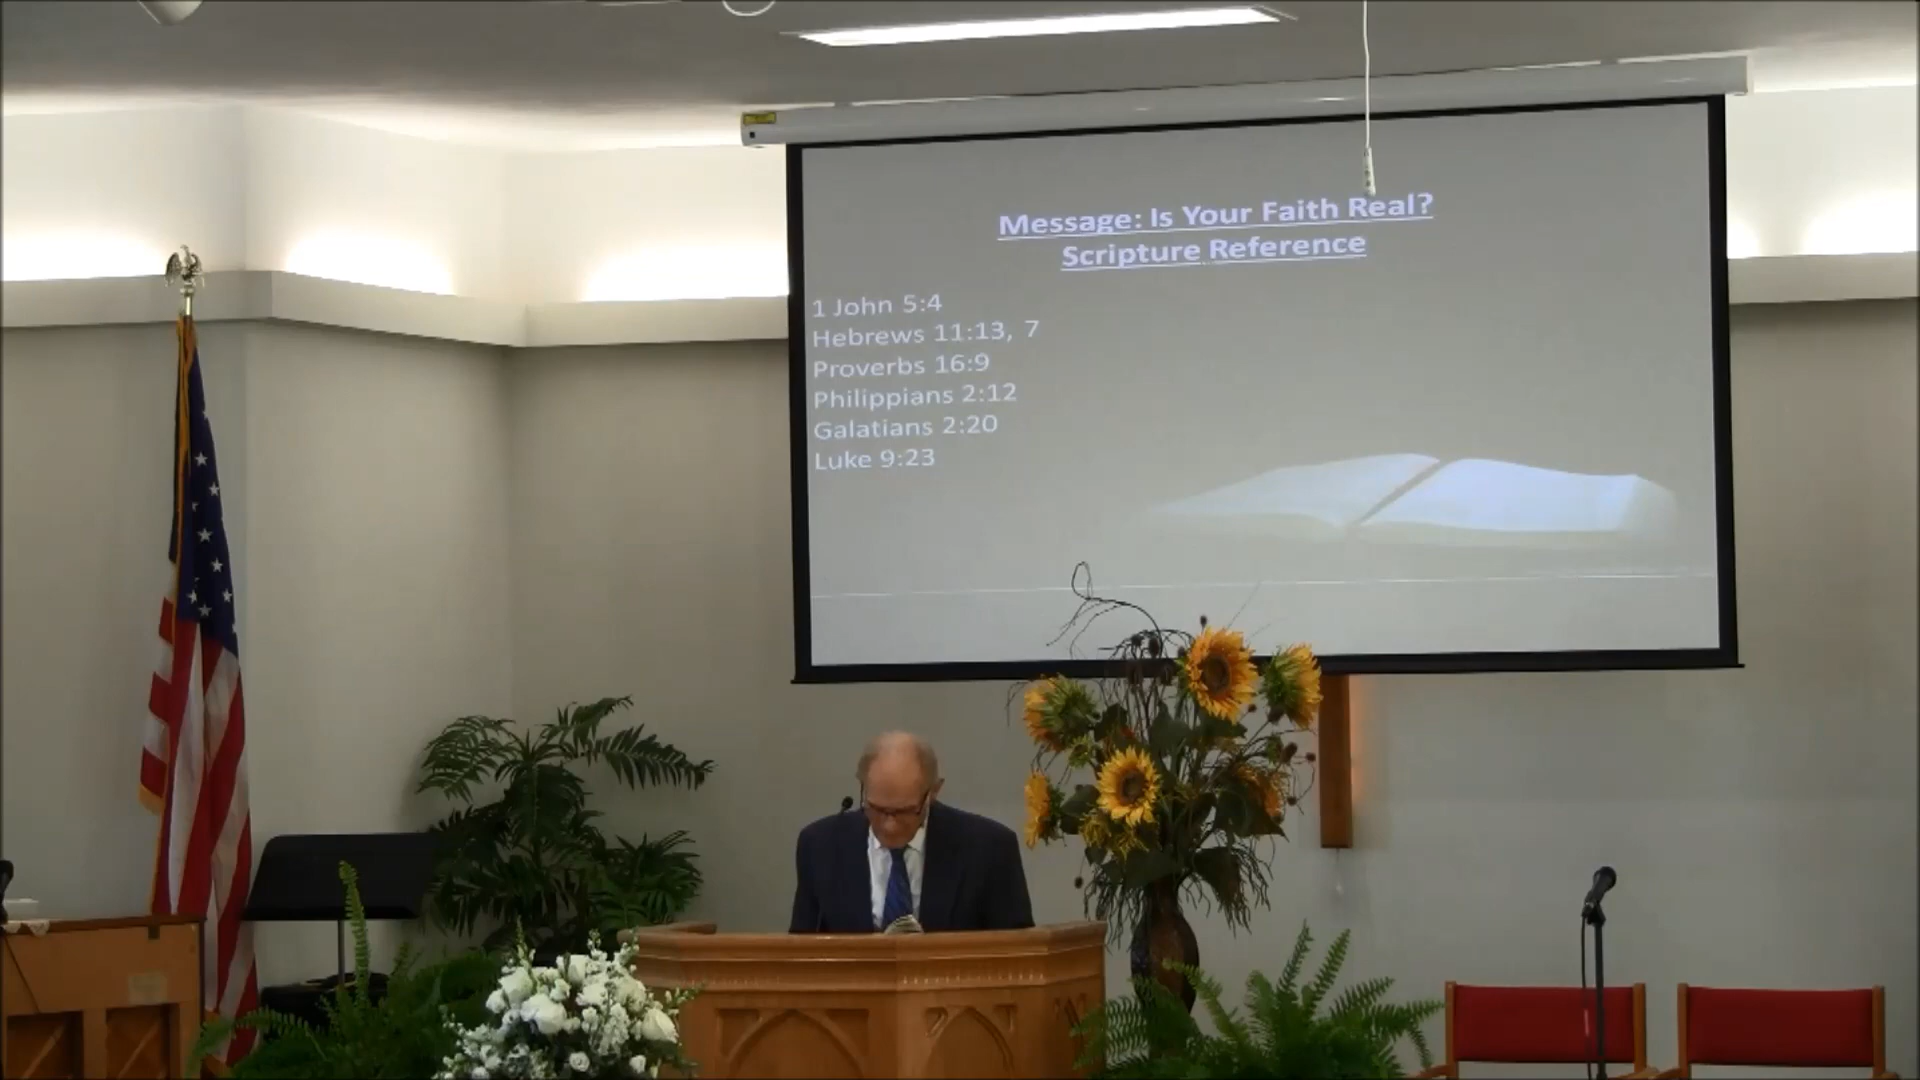 Message: Is Your Faith Real?
Scripture Reference
1 John 5:4
Hebrews 11:13, 7
Proverbs 16:9
Philippians 2:12
Galatians 2:20
Luke 9:23